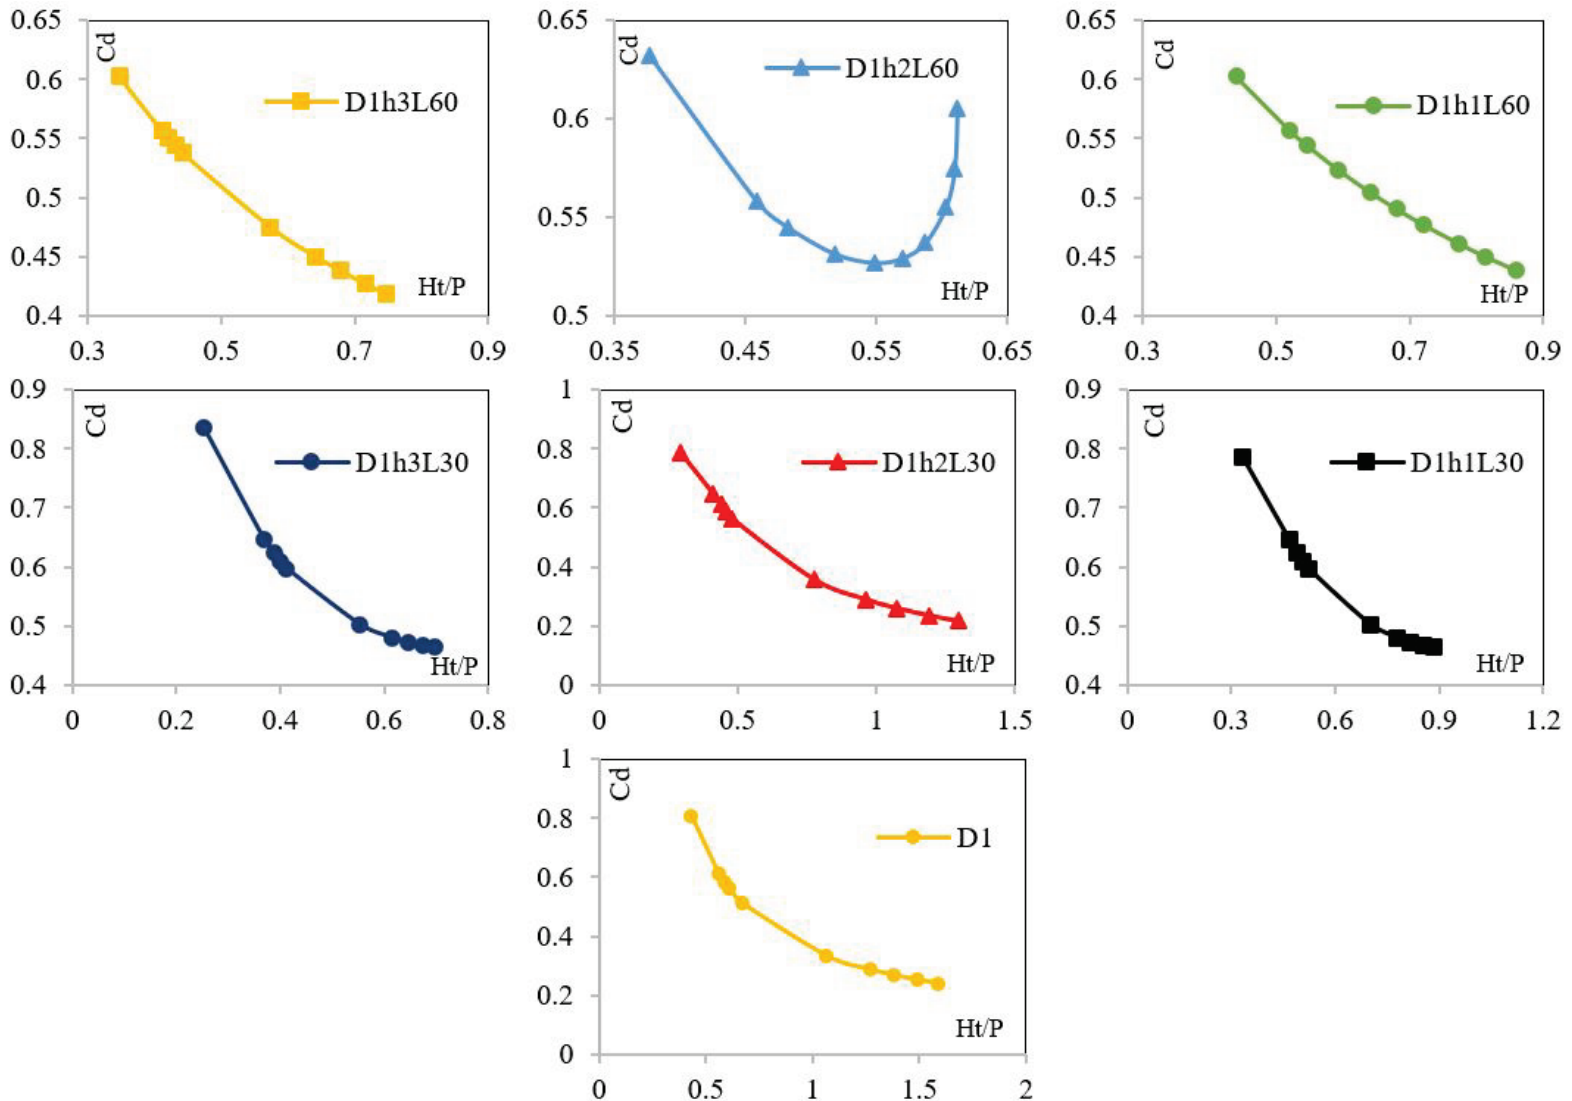 0.65 Cd 0.6 0.55 0.5 0.45 0.4
D1h3L60
Ht/P
0.3 0.5 0.7 0.9
0.65 Cd 0.6 0.55 0.5
D1h2L60
Ht/P
0.35 0.45 0.55 0.65
0.65 Cd 0.6 0.55 0.5 0.45 0.4
D1h1L60
Ht/P
0.3 0.5 0.7 0.9
0.9 Cd 0.8 0.7 0.6 0.5 0.4
D1h3L30
Ht/P
0 0.2 0.4 0.6 0.8
1 Cd 0.8 0.6 0.4 0.2 0
D1h2L30
Ht/P
0 0.5 1 1.5
0.9 Cd 0.8 0.7 0.6 0.5 0.4
D1h1L30
Ht/P
0 0.3 0.6 0.9 1.2
1 Cd 0.8 0.6 0.4 0.2 0
D1
Ht/P
0 0.5 1 1.5 2